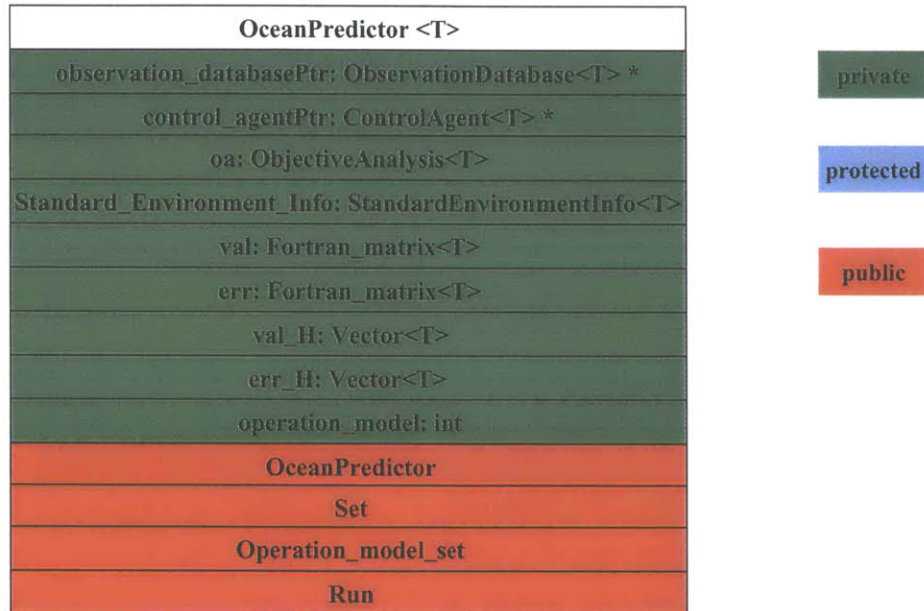 OceanPredictor <T>
observation_databasePtr: ObservationDatabase<T> *
control_agentPtr: ControlAgent<T> *
oa: ObjectiveAnalysis<T>
Standard_Environment_Info: StandardEnvironmentInfo<T>
val: Fortran_matrix<T>
err: Fortran_matrix<T>
val_H: Vector<T>
err_H: Vector<T>
operation_model: int
OceanPredictor
Set
Operation_model_set
Run
private
protected
public